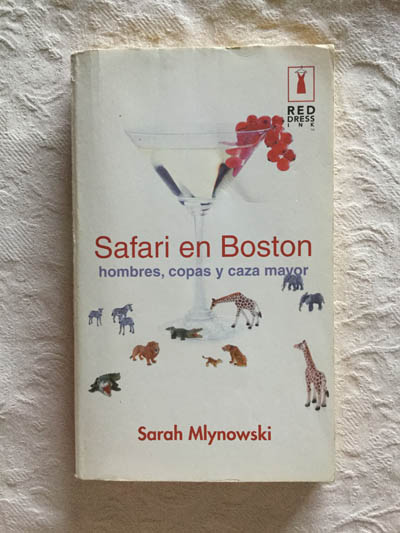 RED
DRESS
INK
Safari en Boston
hombres, copas y caza mayor
Sarah Mlynowski